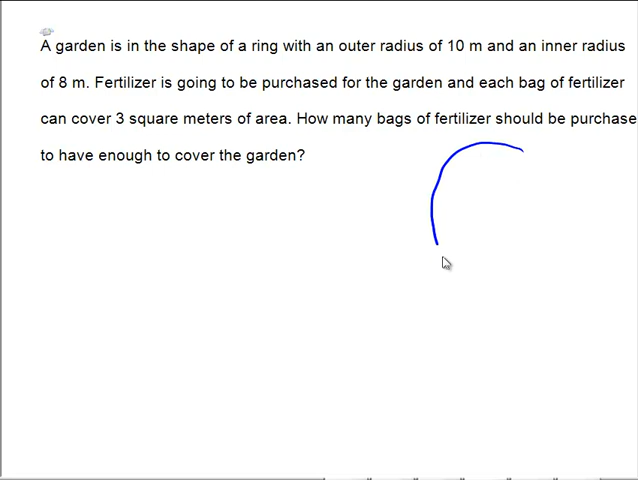 A garden is in the shape of a ring with an outer radius of 10 m and an inner radius
of 8 m. Fertilizer is going to be purchased for the garden and each bag of fertilizer
can cover 3 square meters of area. How many bags of fertilizer should be purchase
to have enough to cover the garden?